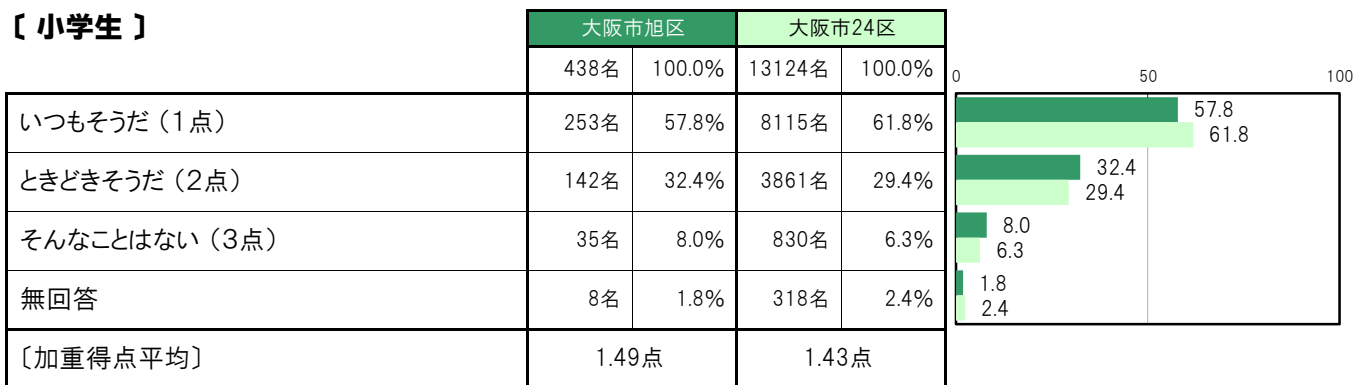 〔 小学生 〕
大阪市旭区 大阪市24区
438名 100.0% 13124名 100.0%
0 50 100
いつもそうだ（１点） 253名 57.8% 8115名 61.8%
57.8
61.8
ときどきそうだ（２点） 142名 32.4% 3861名 29.4%
32.4
29.4
そんなことはない（３点） 35名 8.0% 830名 6.3%
8.0
6.3
無回答 8名 1.8% 318名 2.4%
1.8
2.4
〔加重得点平均〕 1.49点 1.43点